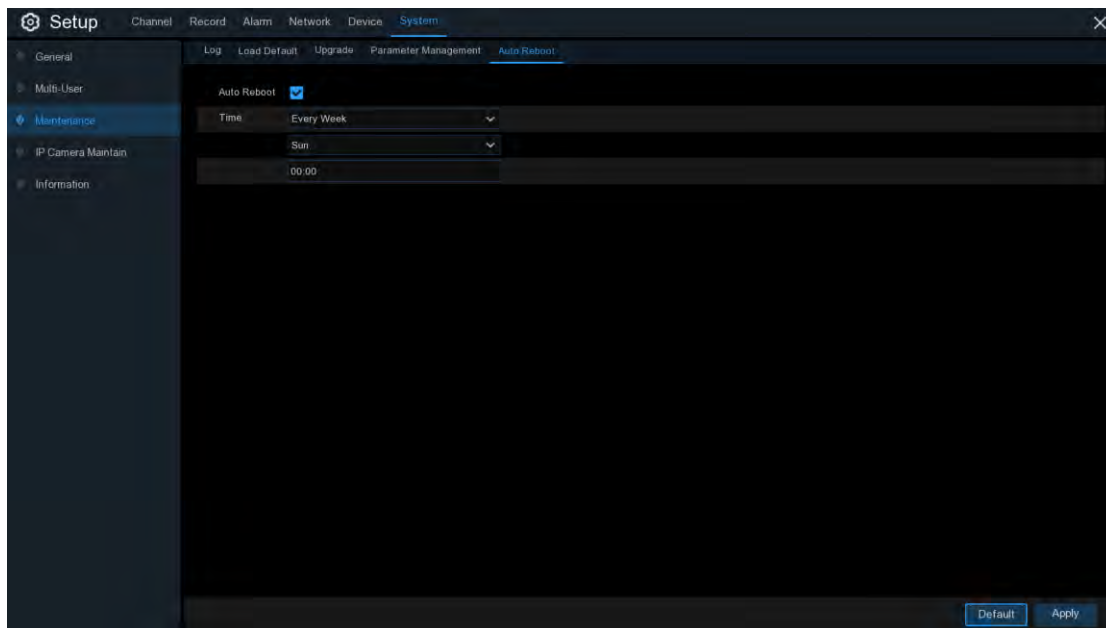 Setup Channel Record Alarm Network Device System
General
Multi-User
Maintenance
IP Camera Maintain
Information
Log Load Default Upgrade Parameter Management Auto Reboot
Auto Reboot
Time Every Week
Sun
00:00
Default Apply